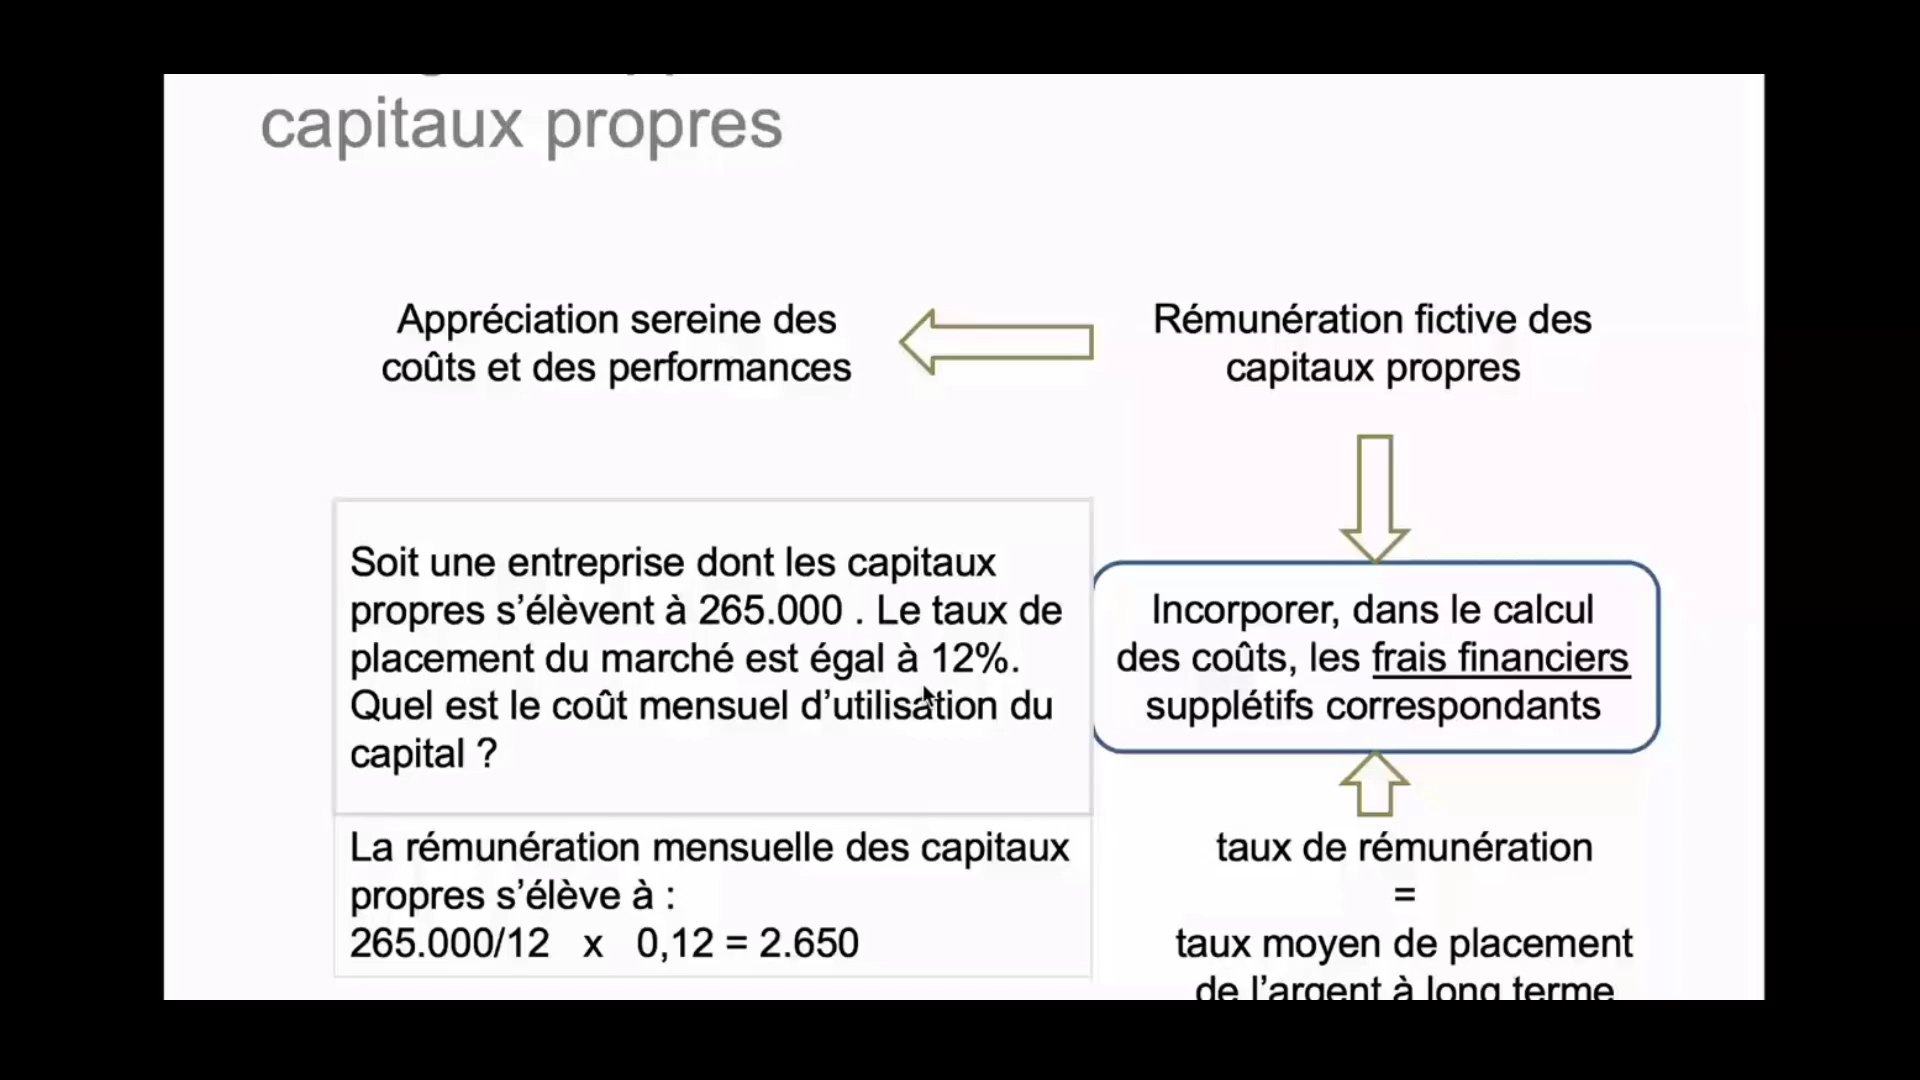 capitaux propres
Appréciation sereine des
coûts et des performances
Rémunération fictive des
capitaux propres
Soit une entreprise dont les capitaux
propres s’élèvent à 265.000 . Le taux de
placement du marché est égal à 12%.
Quel est le coût mensuel d’utilisation du
capital ?
Incorporer, dans le calcul
des coûts, les frais financiers
supplétifs correspondants
La rémunération mensuelle des capitaux
propres s’élève à :
265.000/12 x 0,12 = 2.650
taux de rémunération
=
taux moyen de placement
de l’argent à long terme